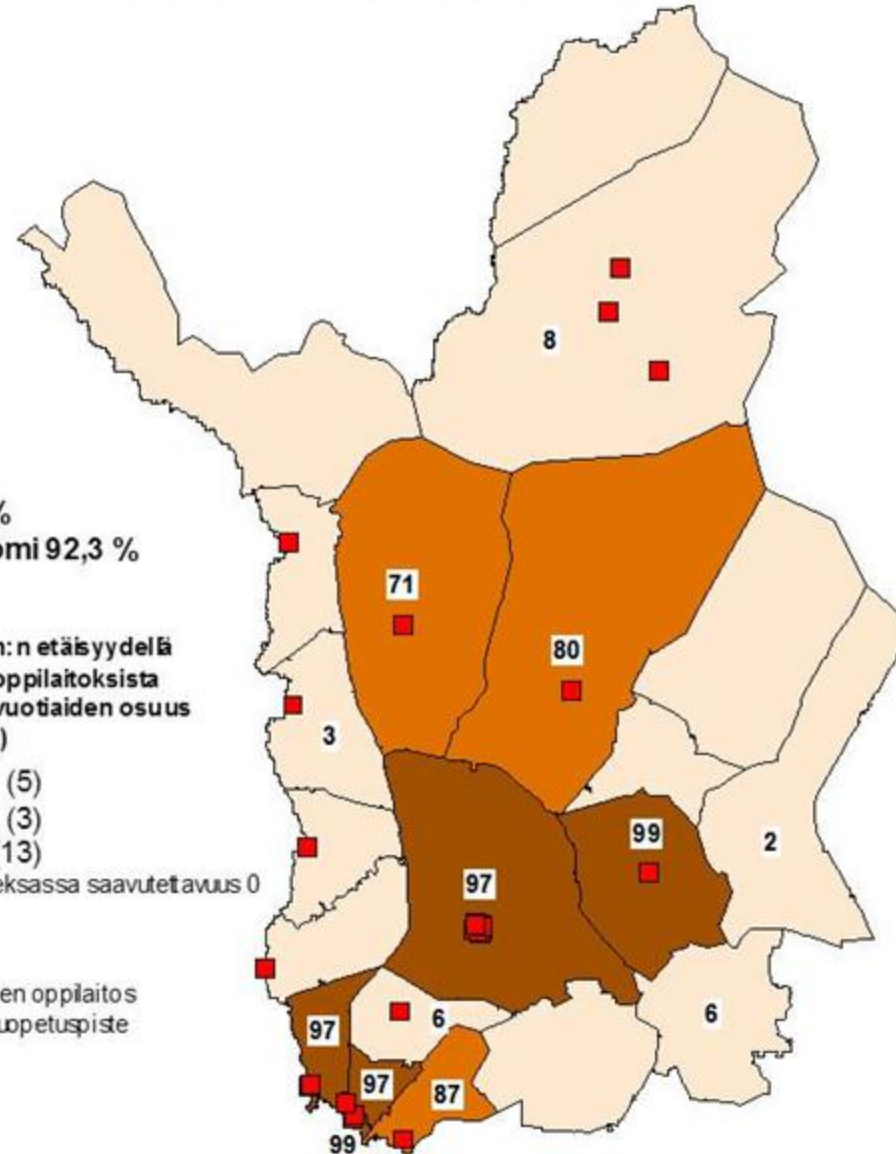 %
omi 92,3 %
n:n etäisyydellä
oppilaitoksista
vuotiaiden osuus
)
(5)
(3)
13)
eksassa saavutettavuus 0
en oppilaitos
uopetuspiste
8
71
80
3
99
2
97
6
6
97
97
87
99